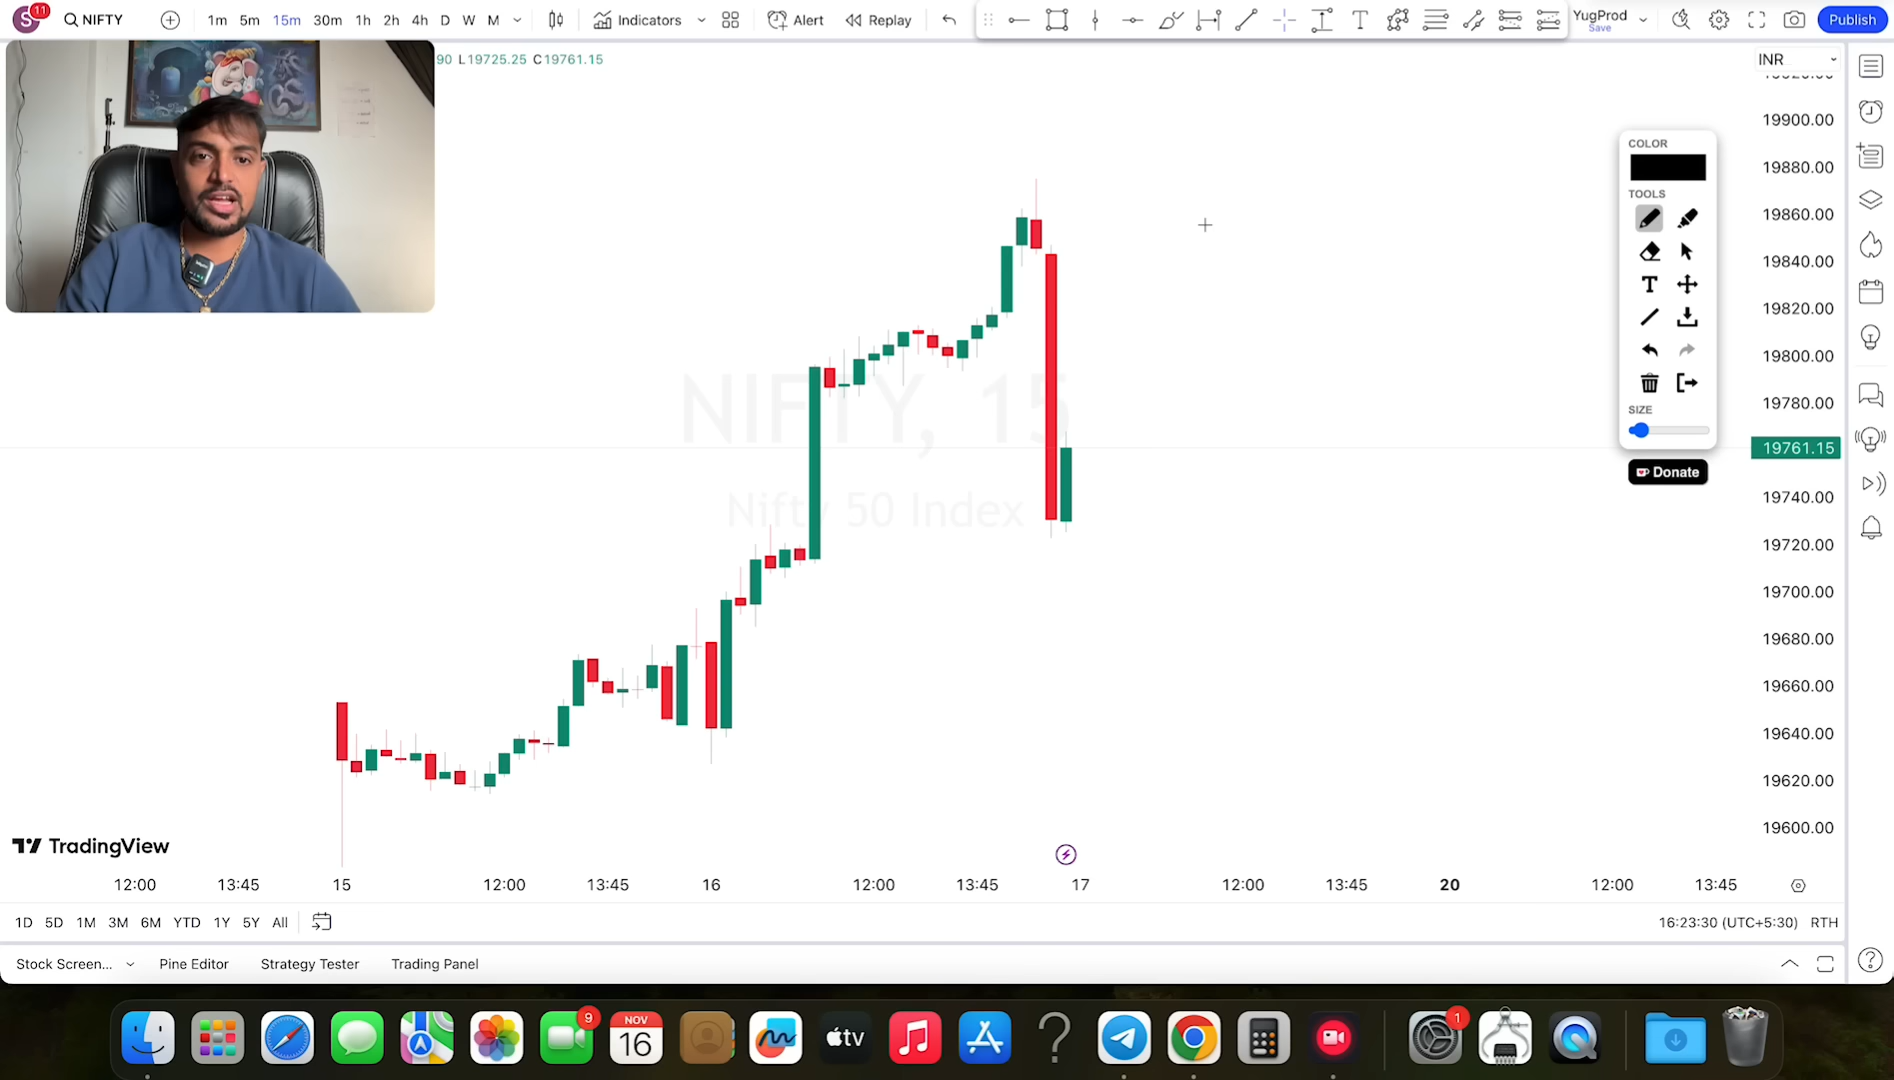 S 11 NIFTY 1m 5m 15m 30m 1h 2h 4h D W M Indicators Alert Replay T YugProd Save Publish
90 L19725.25 C19761.15
INR
19900.00
19880.00
19860.00
19840.00
19820.00
19800.00
19780.00
19761.15
19740.00
19720.00
19700.00
19680.00
19660.00
19640.00
19620.00
19600.00
COLOR
TOOLS
T
SIZE
Donate
NIFTY, 15
Nifty 50 Index
TradingView
12:00 13:45 15 12:00 13:45 16 12:00 13:45 17 12:00 13:45 20 12:00 13:45
1D 5D 1M 3M 6M YTD 1Y 5Y All 16:23:30 (UTC+5:30) RTH
Stock Screen... Pine Editor Strategy Tester Trading Panel
9 NOV 16 tv 1